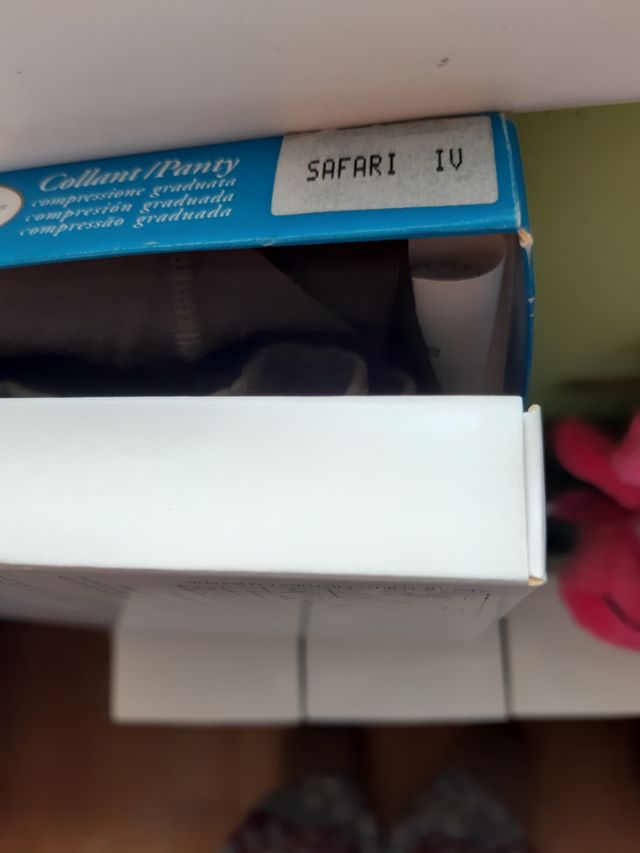 Collant/Panty
compressione graduata
compresión graduada
compressão graduada
SAFARI IV